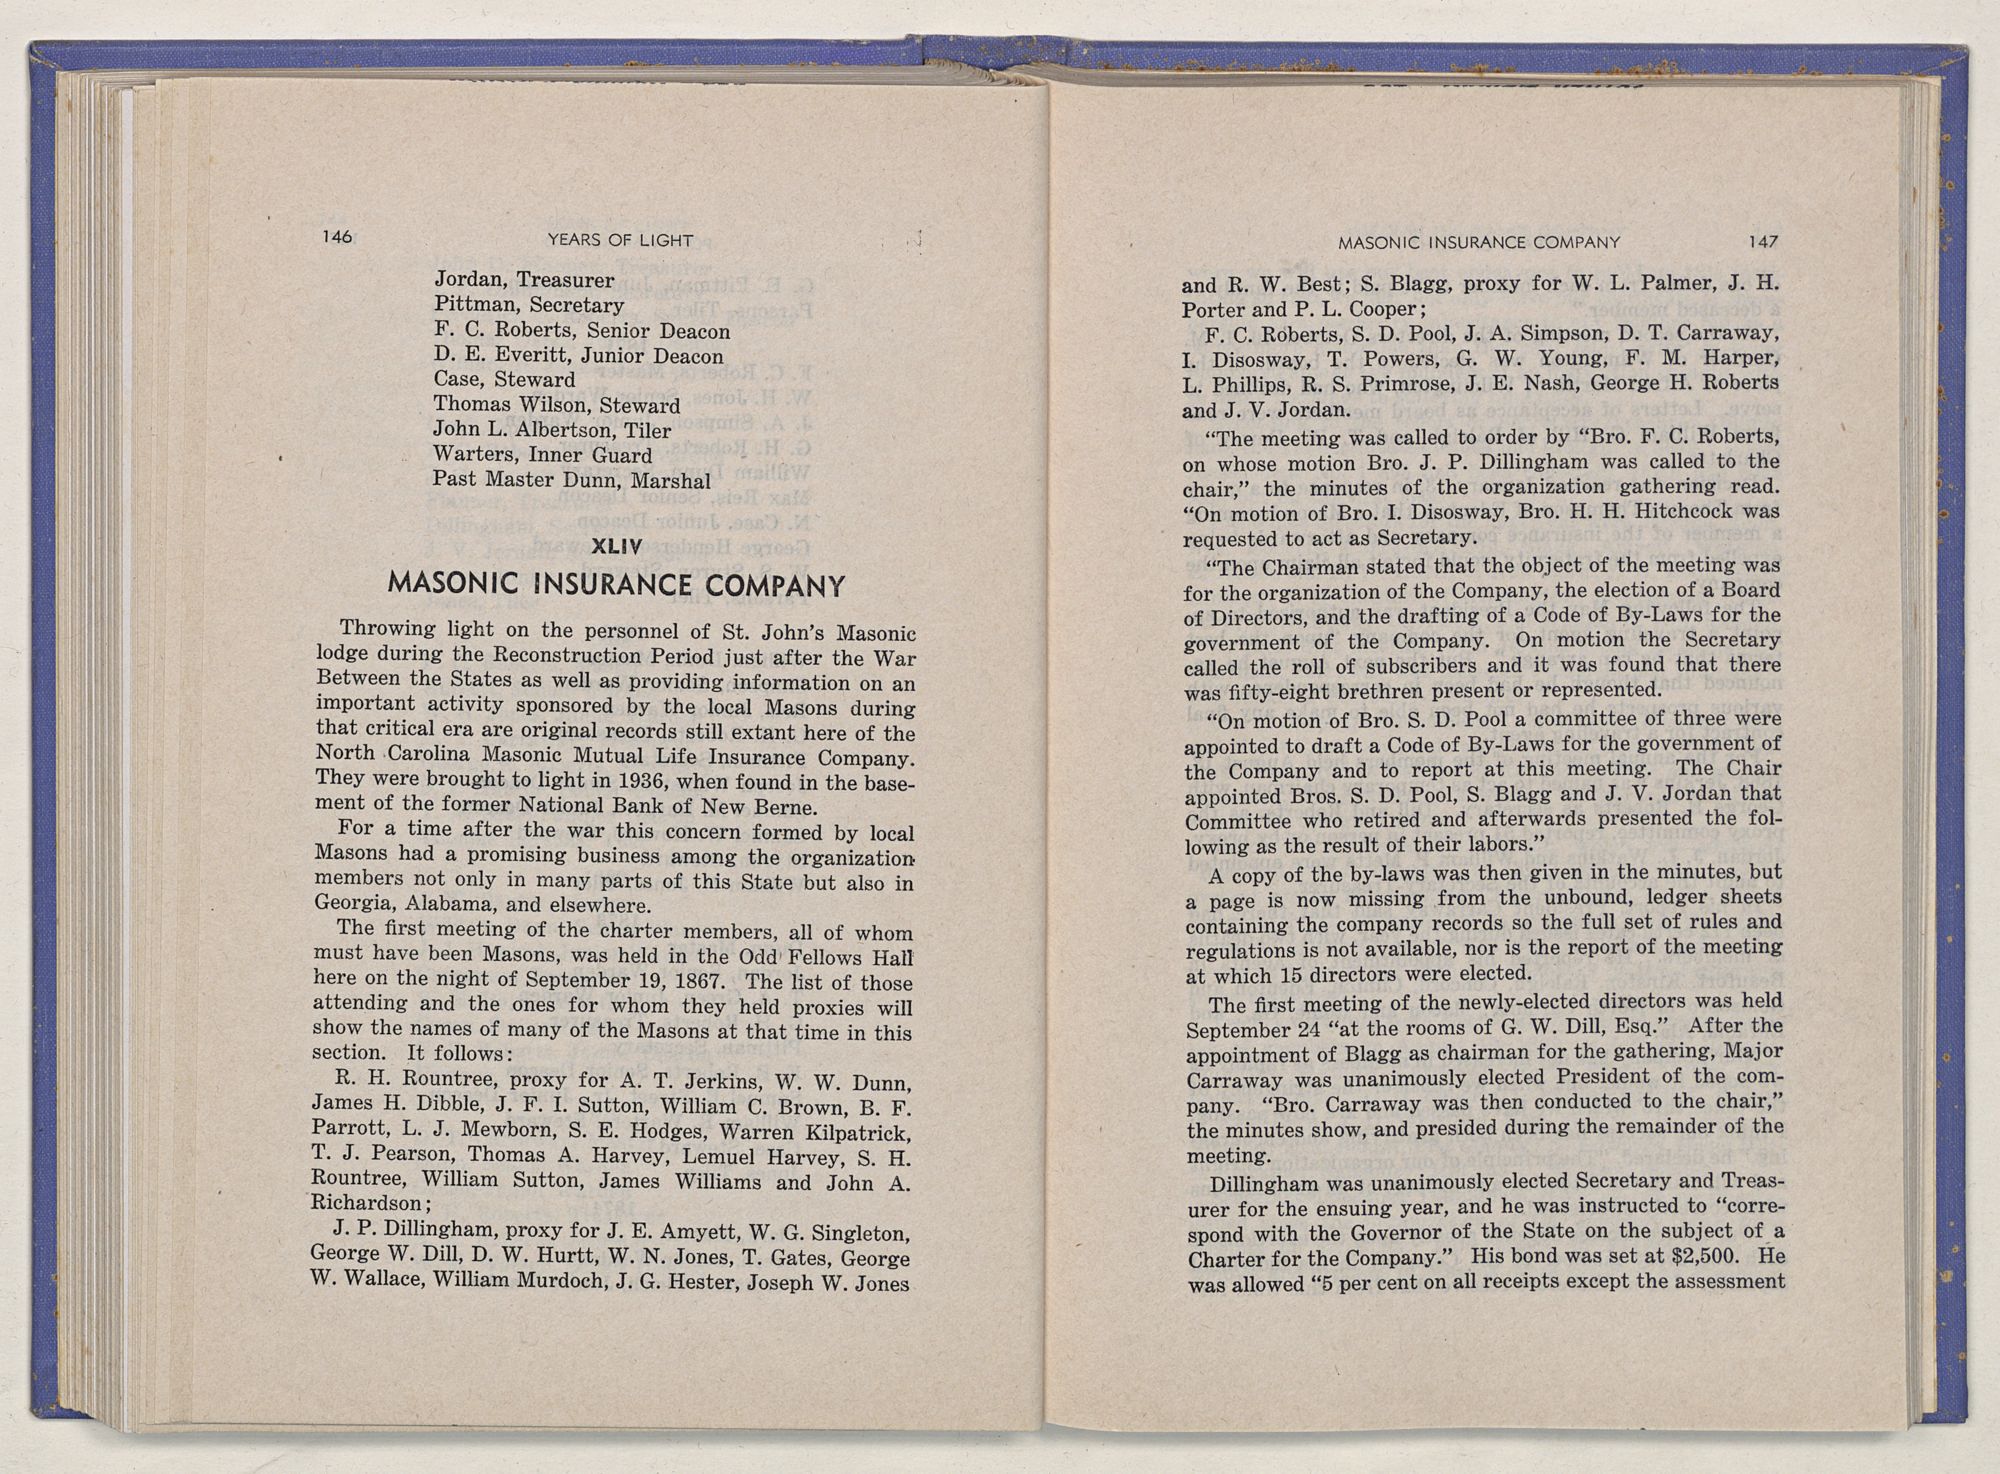 146
YEARS OF LIGHT
Jordan, Treasurer
Pittman, Secretary
F. C. Roberts, Senior Deacon
D. E. Everitt, Junior Deacon
Case, Steward
Thomas Wilson, Steward
John L. Albertson, Tiler
Warters, Inner Guard
Past Master Dunn, Marshal
XLIV
MASONIC INSURANCE COMPANY
Throwing light on the personnel of St. John's Masonic
lodge during the Reconstruction Period just after the War
Between the States as well as providing information on an
important activity sponsored by the local Masons during
that critical era are original records still extant here of the
North Carolina Masonic Mutual Life Insurance Company.
They were brought to light in 1936, when found in the base-
ment of the former National Bank of New Berne.
For a time after the war this concern formed by local
Masons had a promising business among the organization
members not only in many parts of this State but also in
Georgia, Alabama, and elsewhere.
The first meeting of the charter members, all of whom
must have been Masons, was held in the Odd Fellows Hall
here on the night of September 19, 1867. The list of those
attending and the ones for whom they held proxies will
show the names of many of the Masons at that time in this
section. It follows:
R. H. Rountree, proxy for A. T. Jerkins, W. W. Dunn,
James H. Dibble, J. F. I. Sutton, William C. Brown, B. F.
Parrott, L. J. Mewborn, S. E. Hodges, Warren Kilpatrick,
T. J. Pearson, Thomas A. Harvey, Lemuel Harvey, S. H.
Rountree, William Sutton, James Williams and John A.
Richardson;
J. P. Dillingham, proxy for J. E. Amyett, W. G. Singleton,
George W. Dill, D. W. Hurtt, W. N. Jones, T. Gates, George
W. Wallace, William Murdoch, J. G. Hester, Joseph W. Jones
MASONIC INSURANCE COMPANY
147
and R. W. Best; S. Blagg, proxy for W. L. Palmer, J. H.
Porter and P. L. Cooper;
F. C. Roberts, S. D. Pool, J. A. Simpson, D. T. Carraway,
I. Disosway, T. Powers, G. W. Young, F. M. Harper,
L. Phillips, R. S. Primrose, J. E. Nash, George H. Roberts
and J. V. Jordan.
"The meeting was called to order by "Bro. F. C. Roberts,
on whose motion Bro. J. P. Dillingham was called to the
chair," the minutes of the organization gathering read.
"On motion of Bro. I. Disosway, Bro. H. H. Hitchcock was
requested to act as Secretary.
"The Chairman stated that the object of the meeting was
for the organization of the Company, the election of a Board
of Directors, and the drafting of a Code of By-Laws for the
government of the Company. On motion the Secretary
called the roll of subscribers and it was found that there
was fifty-eight brethren present or represented.
"On motion of Bro. S. D. Pool a committee of three were
appointed to draft a Code of By-Laws for the government of
the Company and to report at this meeting. The Chair
appointed Bros. S. D. Pool, S. Blagg and J. V. Jordan that
Committee who retired and afterwards presented the fol-
lowing as the result of their labors."
A copy of the by-laws was then given in the minutes, but
a page is now missing from the unbound, ledger sheets
containing the company records so the full set of rules and
regulations is not available, nor is the report of the meeting
at which 15 directors were elected.
The first meeting of the newly-elected directors was held
September 24 "at the rooms of G. W. Dill, Esq." After the
appointment of Blagg as chairman for the gathering, Major
Carraway was unanimously elected President of the com-
pany. "Bro. Carraway was then conducted to the chair,"
the minutes show, and presided during the remainder of the
meeting.
Dillingham was unanimously elected Secretary and Treas-
urer for the ensuing year, and he was instructed to "corre-
spond with the Governor of the State on the subject of a
Charter for the Company." His bond was set at $2,500. He
was allowed "5 per cent on all receipts except the assessment